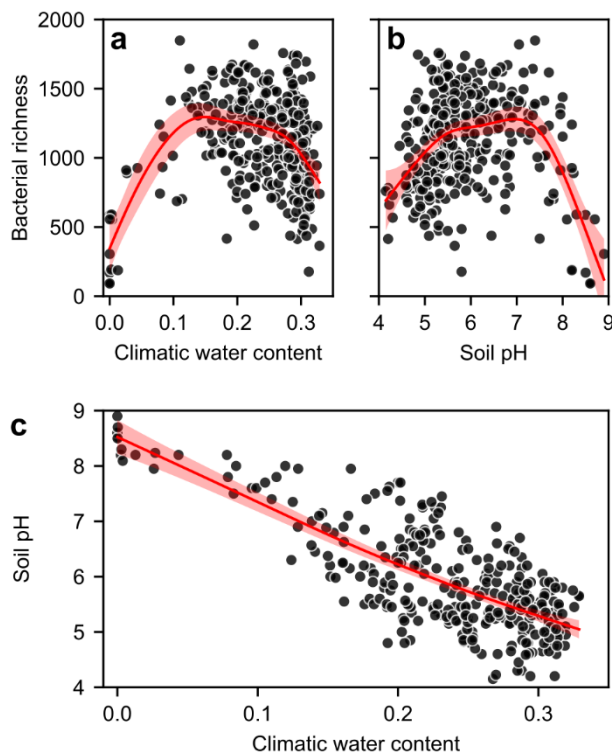 a
b
Bacterial richness
2000
1500
1000
500
0
0.0 0.1 0.2 0.3
4 5 6 7 8 9
Climatic water content
Soil pH
c
Soil pH
9
8
7
6
5
4
0.0 0.1 0.2 0.3
Climatic water content